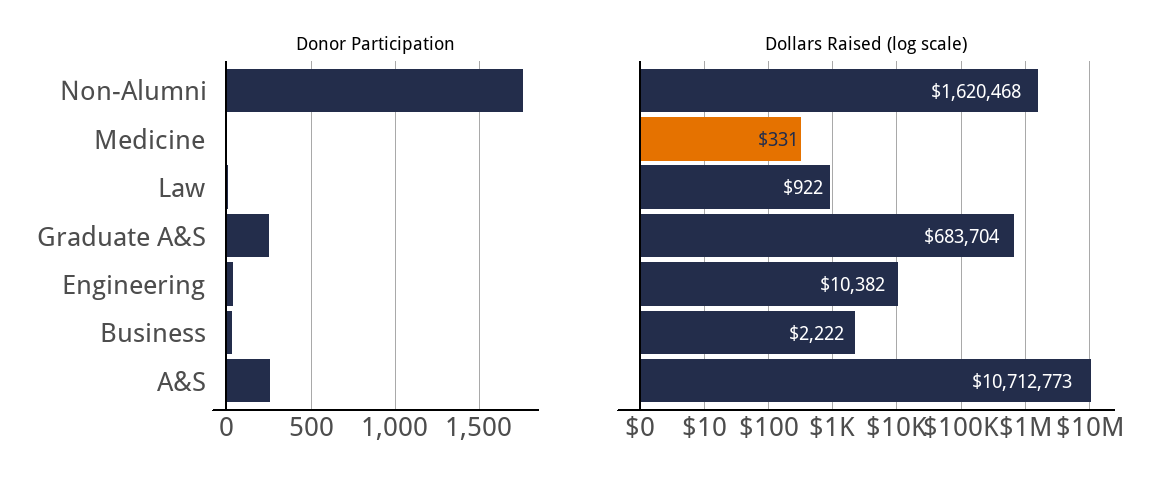 Donor Participation
Dollars Raised (log scale)
Non-Alumni
$1,620,468
Medicine
$331
Law
$922
Graduate A&S
$683,704
Engineering
$10,382
Business
$2,222
A&S
$10,712,773
0 500 1,000 1,500
$0 $10 $100 $1K $10K $100K $1M $10M